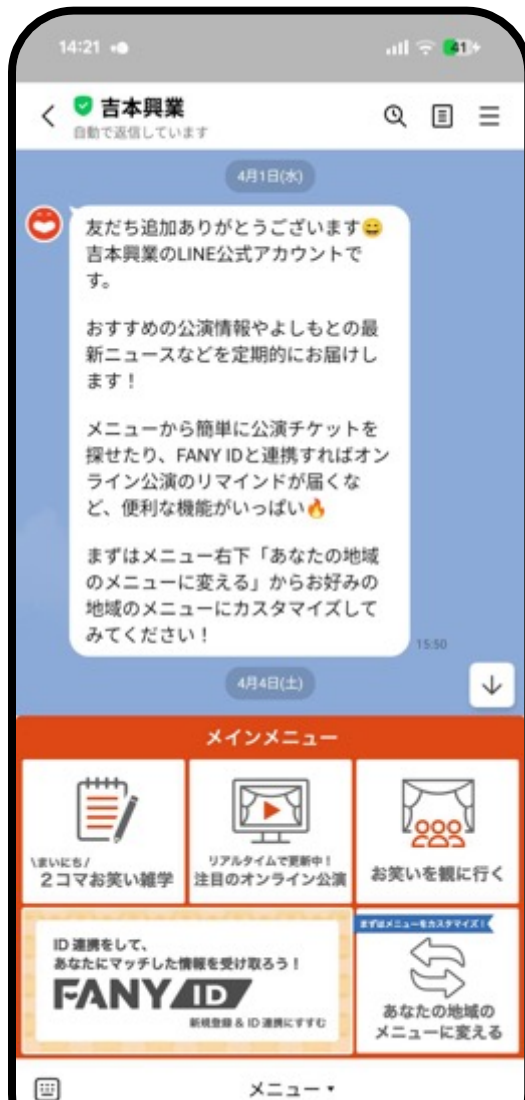 14:21
41
吉本興業
自動で返信しています
4月1日(水)
友だち追加ありがとうございます😄
吉本興業のLINE公式アカウントで
す。
おすすめの公演情報やよしもとの最
新ニュースなどを定期的にお届けし
ます！
メニューから簡単に公演チケットを
探せたり、FANY IDと連携すればオン
ライン公演のリマインドが届くな
ど、便利な機能がいっぱい🔥
まずはメニュー右下「あなたの地域
のメニューに変える」からお好みの
地域のメニューにカスタマイズして
みてください！
15:50
4月4日(土)
メインメニュー
\まいにち/
2コマお笑い雑学
リアルタイムで更新中！
注目のオンライン公演
お笑いを観に行く
ID 連携をして、
あなたにマッチした情報を受け取ろう！
FANY ID
新規登録 & ID 連携にすすむ
まずはメニューをカスタマイズ！
あなたの地域の
メニューに変える
メニュー